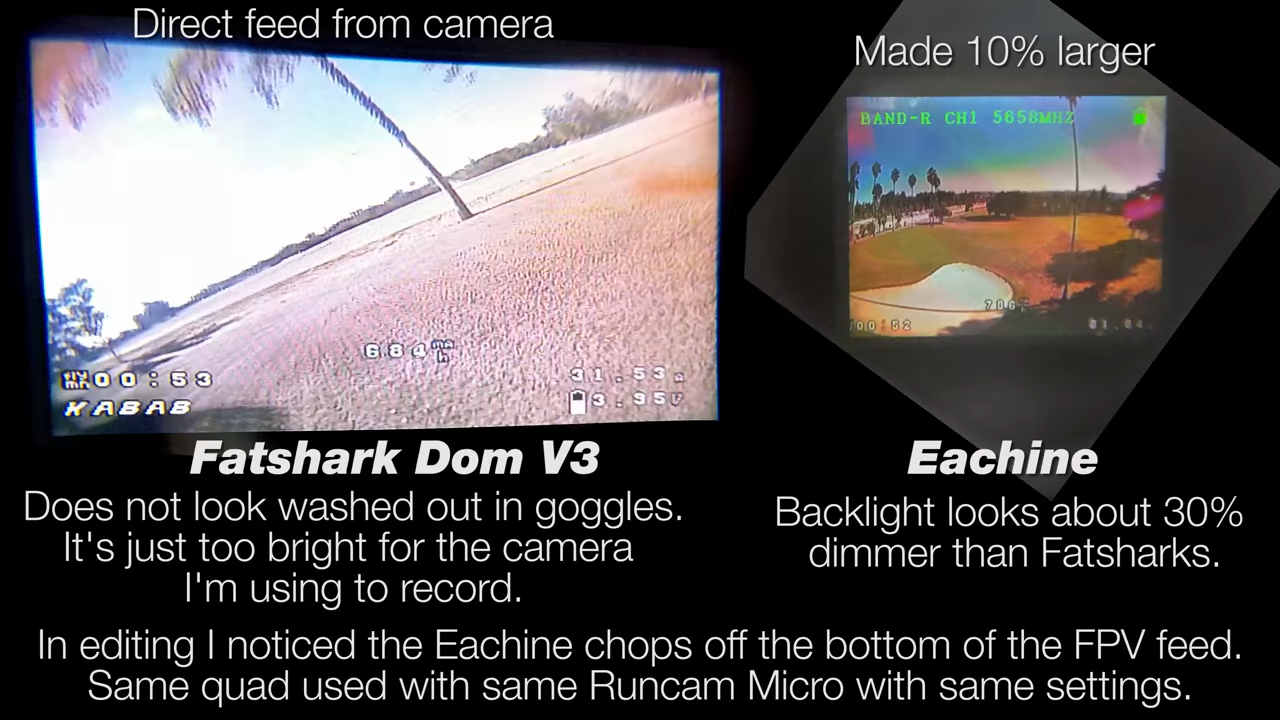 Direct feed from camera
Made 10% larger
BAND-R CH1 5658MHZ
684mah
00:53
31.53a
KABAB
3.95V
00:52
Fatshark Dom V3
Eachine
Does not look washed out in goggles.
It's just too bright for the camera
I'm using to record.
Backlight looks about 30%
dimmer than Fatsharks.
In editing I noticed the Eachine chops off the bottom of the FPV feed.
Same quad used with same Runcam Micro with same settings.